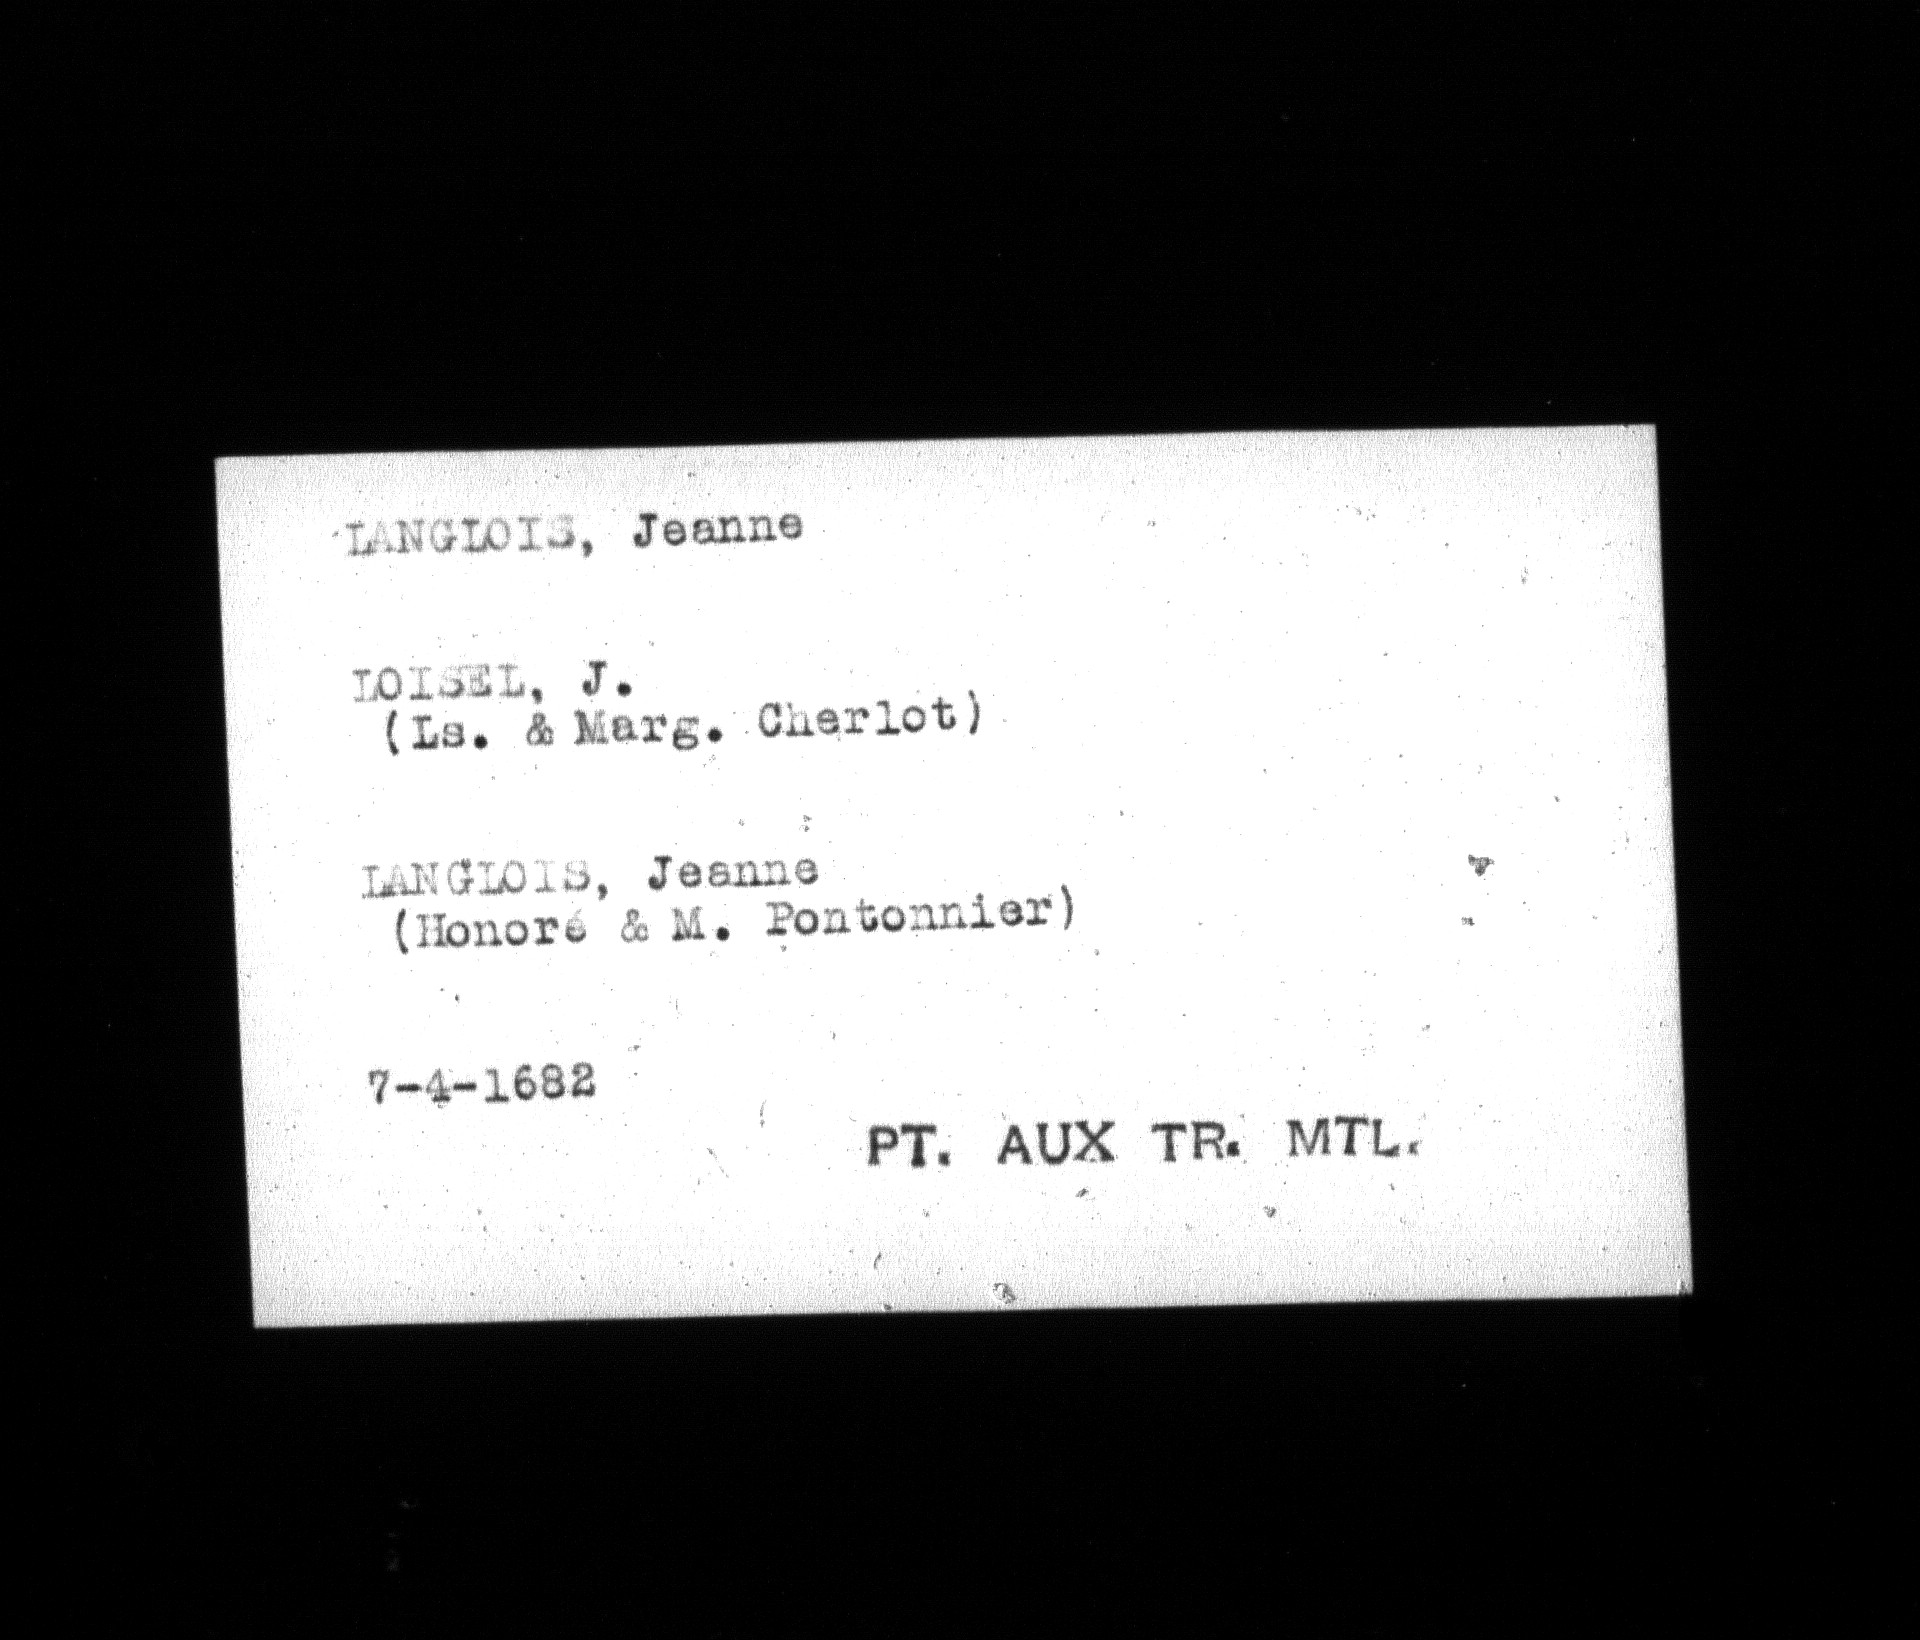 LANGLOIS, Jeanne
LOISEL, J.
(Ls. & Marg. Cherlot)
LANGLOIS, Jeanne
(Honoré & M. Pontonnier)
7-4-1682
PT. AUX TR. MTL.